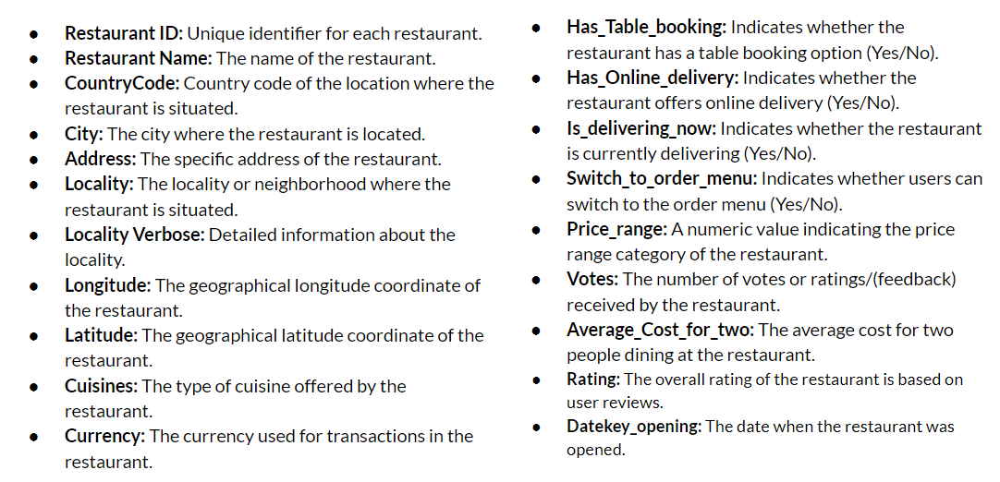 ● Restaurant ID: Unique identifier for each restaurant.
● Restaurant Name: The name of the restaurant.
● CountryCode: Country code of the location where the
restaurant is situated.
● City: The city where the restaurant is located.
● Address: The specific address of the restaurant.
● Locality: The locality or neighborhood where the
restaurant is situated.
● Locality Verbose: Detailed information about the
locality.
● Longitude: The geographical longitude coordinate of
the restaurant.
● Latitude: The geographical latitude coordinate of the
restaurant.
● Cuisines: The type of cuisine offered by the
restaurant.
● Currency: The currency used for transactions in the
restaurant.
● Has_Table_booking: Indicates whether the
restaurant has a table booking option (Yes/No).
● Has_Online_delivery: Indicates whether the
restaurant offers online delivery (Yes/No).
● Is_delivering_now: Indicates whether the restaurant
is currently delivering (Yes/No).
● Switch_to_order_menu: Indicates whether users can
switch to the order menu (Yes/No).
● Price_range: A numeric value indicating the price
range category of the restaurant.
● Votes: The number of votes or ratings/(feedback)
received by the restaurant.
● Average_Cost_for_two: The average cost for two
people dining at the restaurant.
● Rating: The overall rating of the restaurant is based on
user reviews.
● Datekey_opening: The date when the restaurant was
opened.